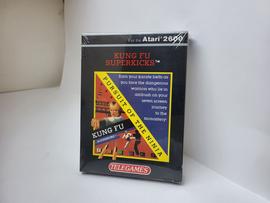 For the Atari 2600
KUNG FU
SUPERKICKS™
Earn your karate belts as
you face the dangerous
warriors who lie in
ambush on your
seven screen
journey
to the
monastery!
PURSUIT OF THE NINJA
KUNG FU
TELEGAMES